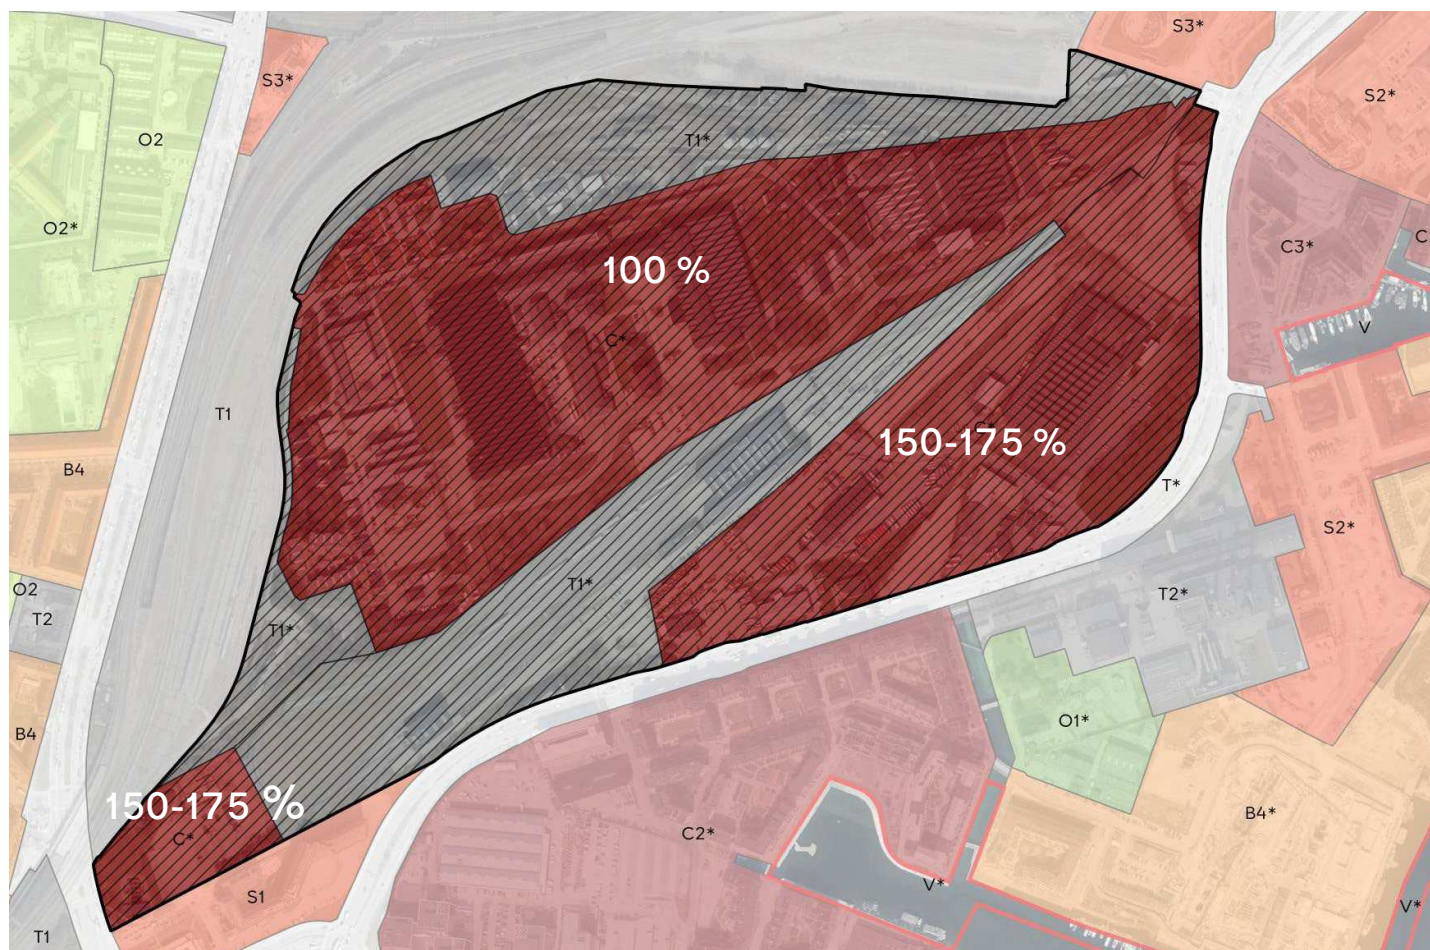 S3*
S3*
S2*
O2
T1*
O2*
C3*
C
100 %
V
C*
T1
150-175 %
B4
T*
S2*
O2
T2
T1*
T2*
T1*
O1*
B4
150-175 %
B4*
C*
C2*
V*
S1
V*
T1